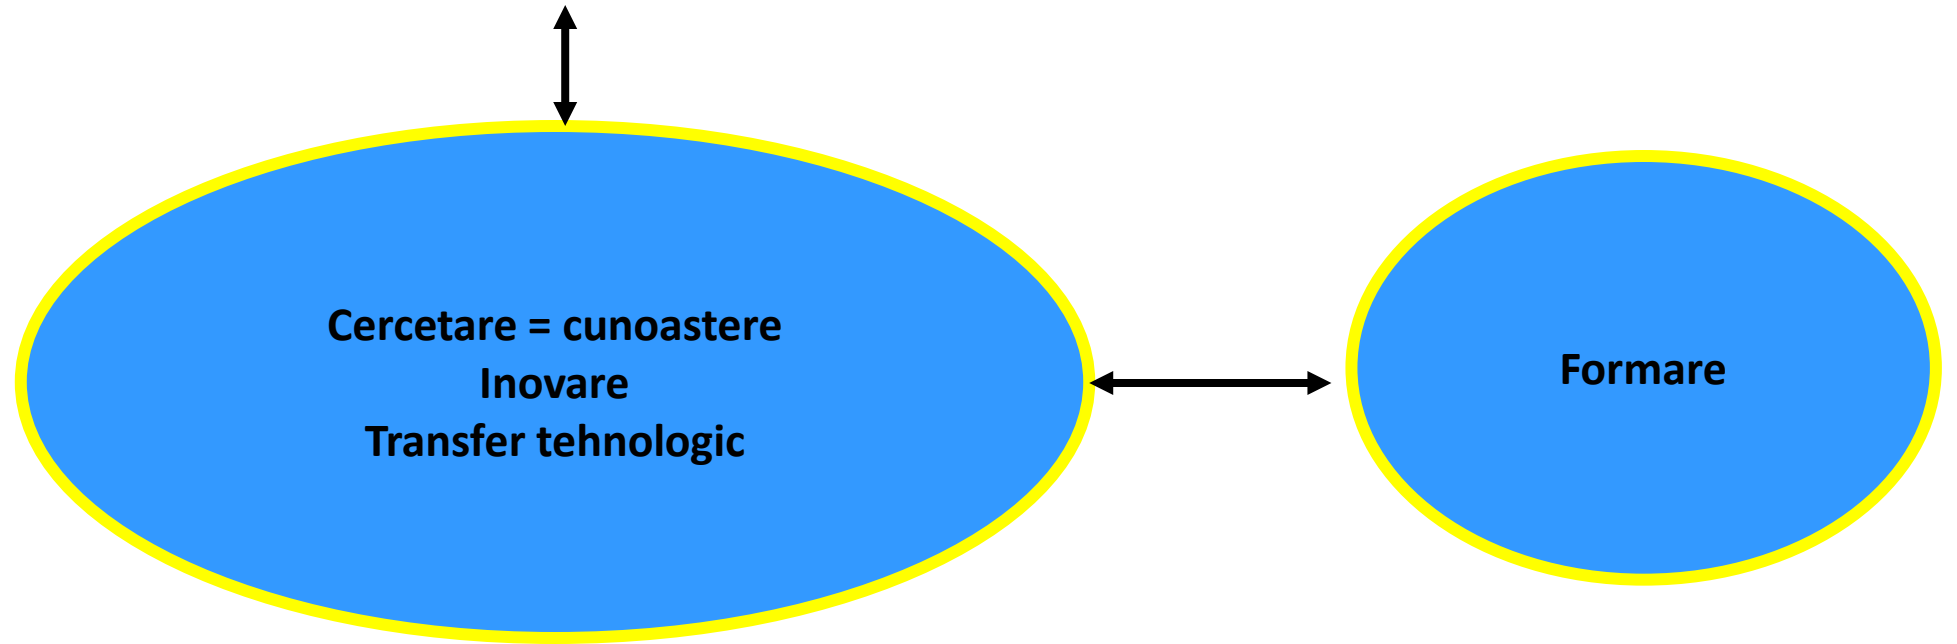 Cercetare = cunoastere
Inovare
Transfer tehnologic
Formare